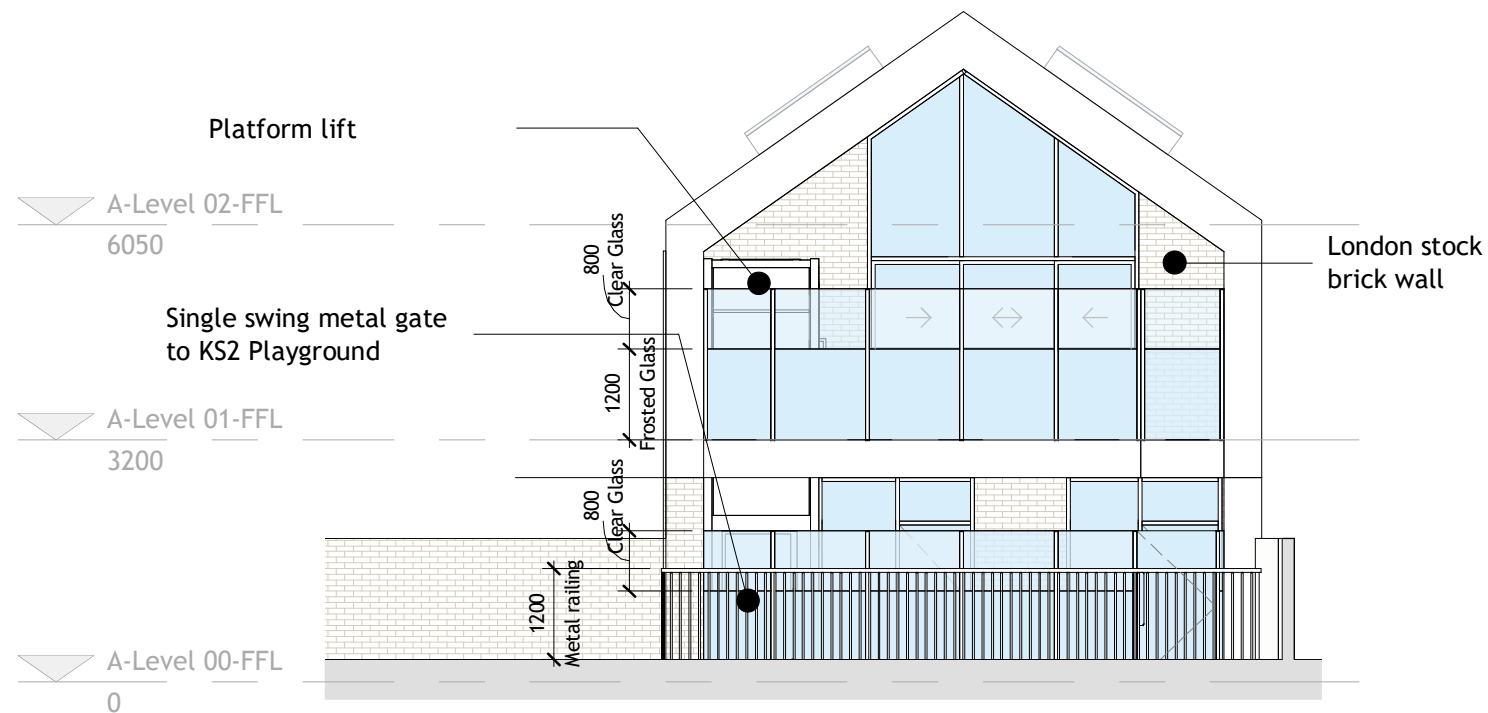 Platform lift
A-Level 02-FFL
6050
800
Clear Glass
London stock
brick wall
Single swing metal gate
to KS2 Playground
1200
Frosted Glass
A-Level 01-FFL
3200
800
Clear Glass
1200
Metal railing
A-Level 00-FFL
0